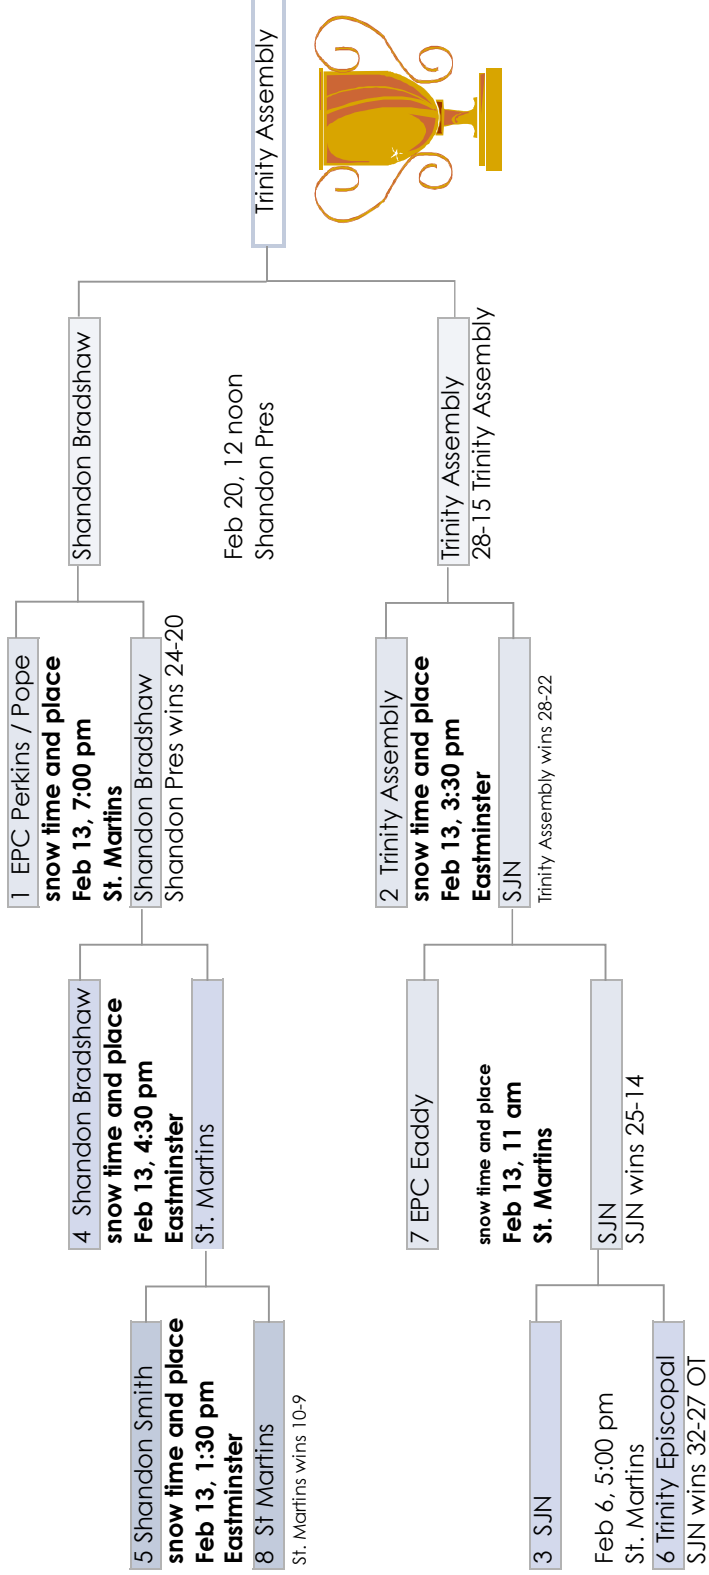 5 Shandon Smith
snow time and place
Feb 13, 1:30 pm
Eastminster
8 St Martins
St. Martins wins 10-9
3 SJN
Feb 6, 5:00 pm
St. Martins
6 Trinity Episcopal
SJN wins 32-27 OT
4 Shandon Bradshaw
snow time and place
Feb 13, 4:30 pm
Eastminster
St. Martins
7 EPC Eaddy
snow time and place
Feb 13, 11 am
St. Martins
SJN
SJN wins 25-14
1 EPC Perkins / Pope
snow time and place
Feb 13, 7:00 pm
St. Martins
Shandon Bradshaw
Shandon Pres wins 24-20
2 Trinity Assembly
snow time and place
Feb 13, 3:30 pm
Eastminster
SJN
Trinity Assembly wins 28-22
Shandon Bradshaw
Feb 20, 12 noon
Shandon Pres
Trinity Assembly
28-15 Trinity Assembly
Trinity Assembly